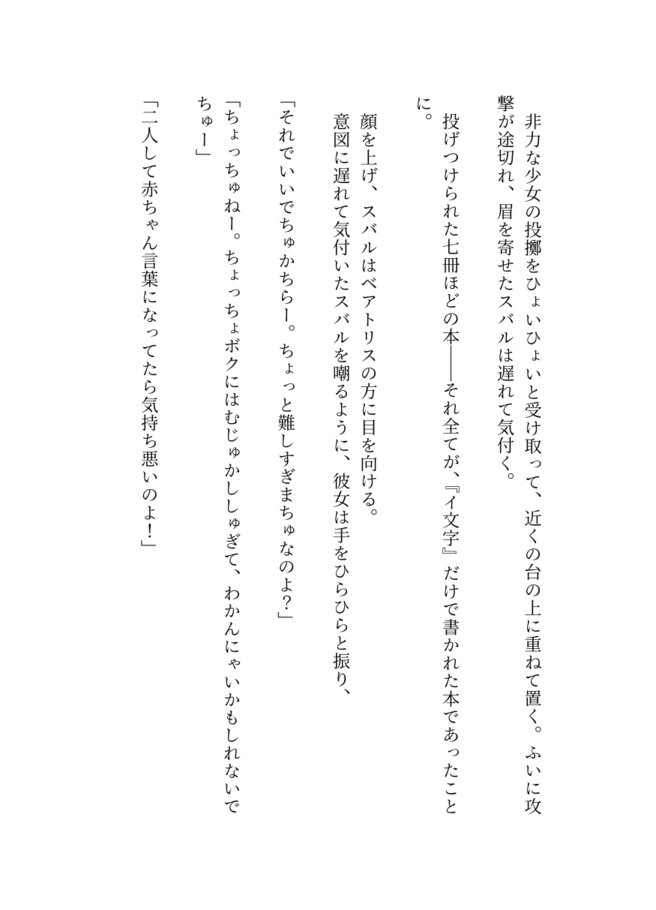 非力な少女の投擲をひょいひょいと受け取って、近くの台の上に重ねて置く。ふいに攻
撃が途切れ、眉を寄せたスバルは遅れて気付く。
　投げつけられた七冊ほどの本――それ全てが、『イ文字』だけで書かれた本であったこと
に。
　顔を上げ、スバルはベアトリスの方に目を向ける。
　意図に遅れて気付いたスバルを嘲るように、彼女は手をひらひらと振り、
「それでいいでちゅかちらー。ちょっと難しすぎまちゅなのよ？」
「ちょっちゅねー。ちょっちょボクにはむじゅかししゅぎて、わかんにゃいかもしれないで
ちゅー」
「二人して赤ちゃん言葉になってたら気持ち悪いのよ！」